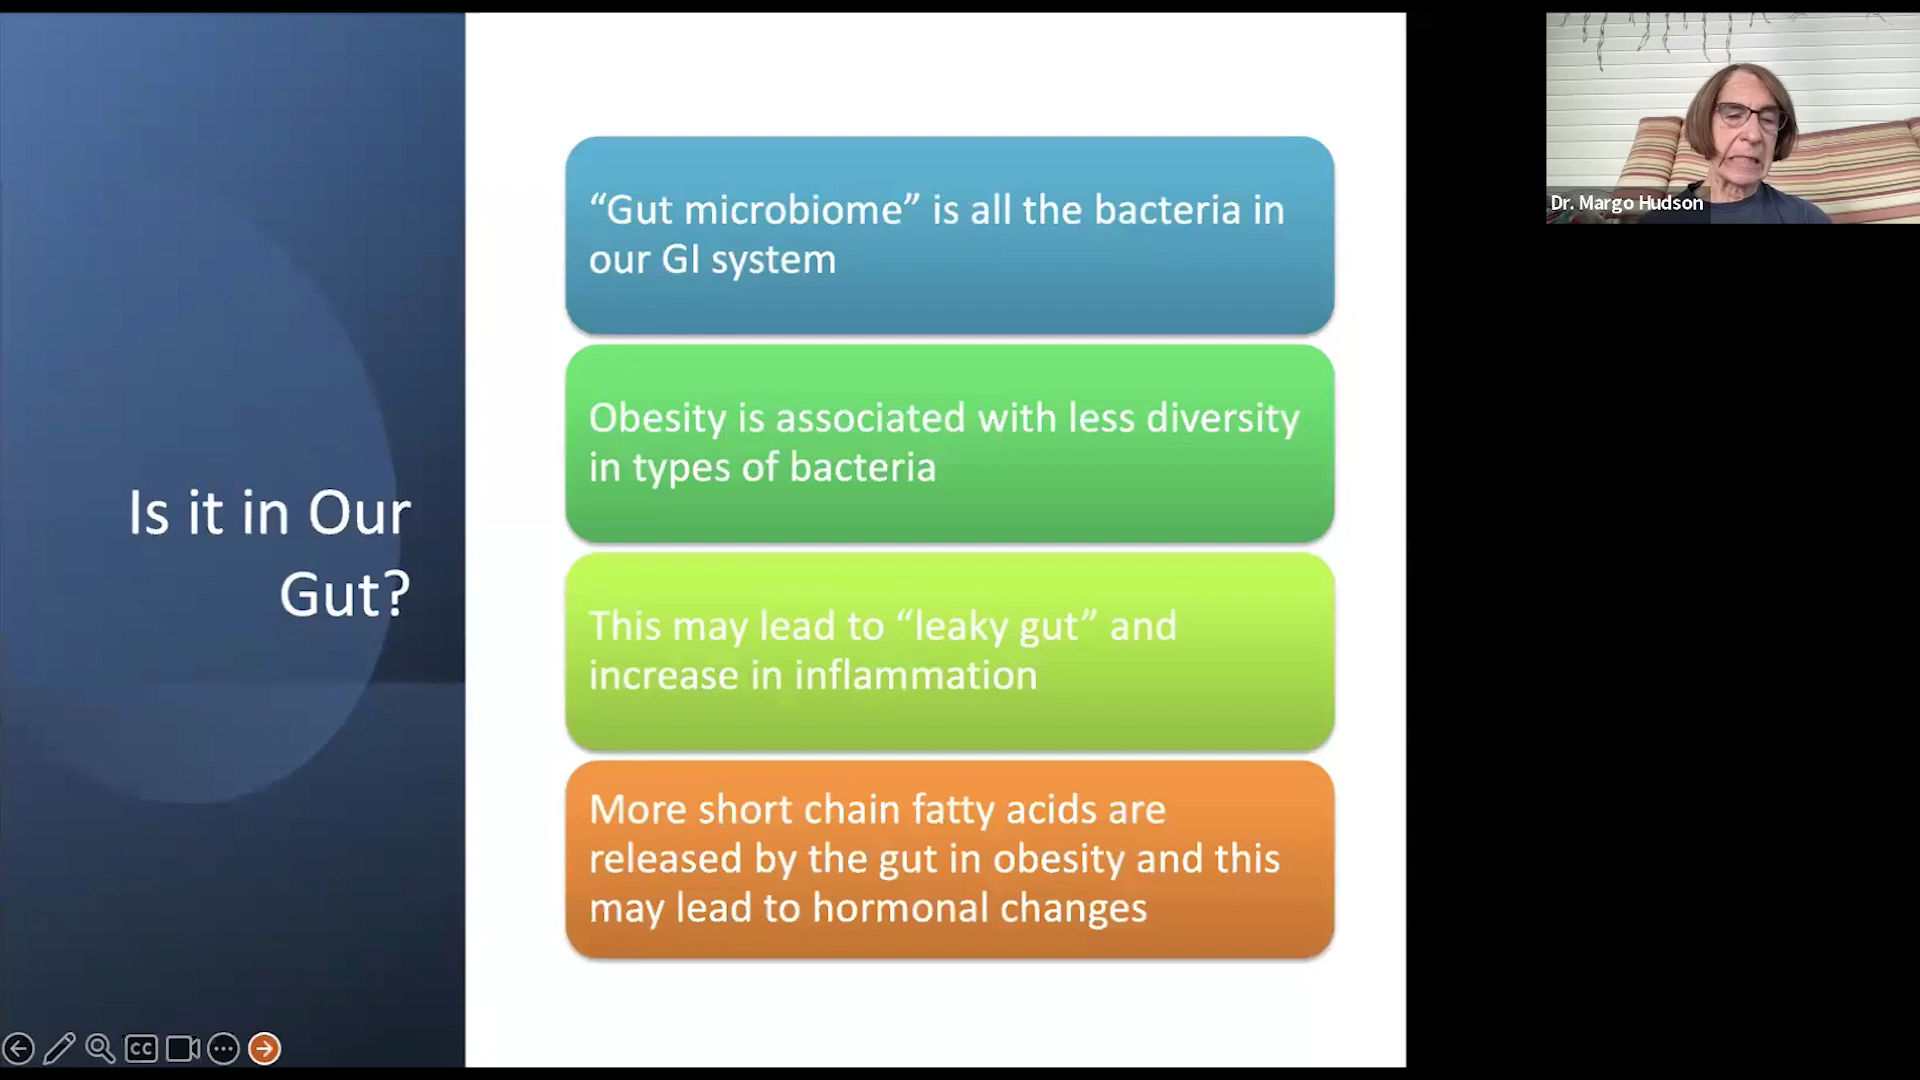 Is it in Our
Gut?
“Gut microbiome” is all the bacteria in
our GI system
Obesity is associated with less diversity
in types of bacteria
This may lead to “leaky gut” and
increase in inflammation
More short chain fatty acids are
released by the gut in obesity and this
may lead to hormonal changes
Dr. Margo Hudson
CC